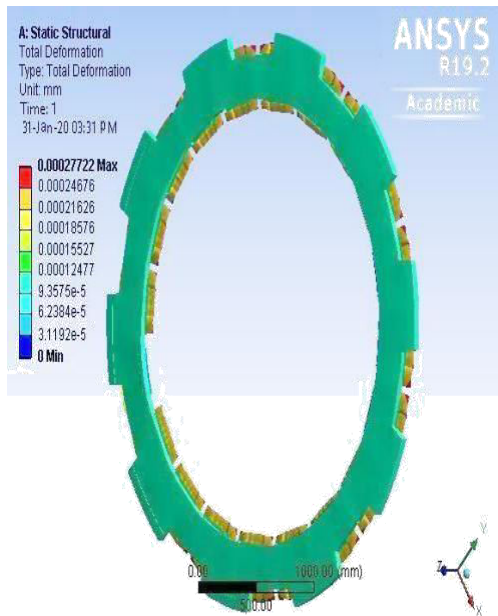 A: Static Structural
Total Deformation
Type: Total Deformation
Unit: mm
Time: 1
31-Jan-20 03:31 PM
ANSYS
R19.2
Academic
0.00027722 Max
0.00024676
0.00021626
0.00018576
0.00015527
0.00012477
9.3575e-5
6.2384e-5
3.1192e-5
0 Min
0.00 1000.00 (mm)
500.00
Y
Z
X